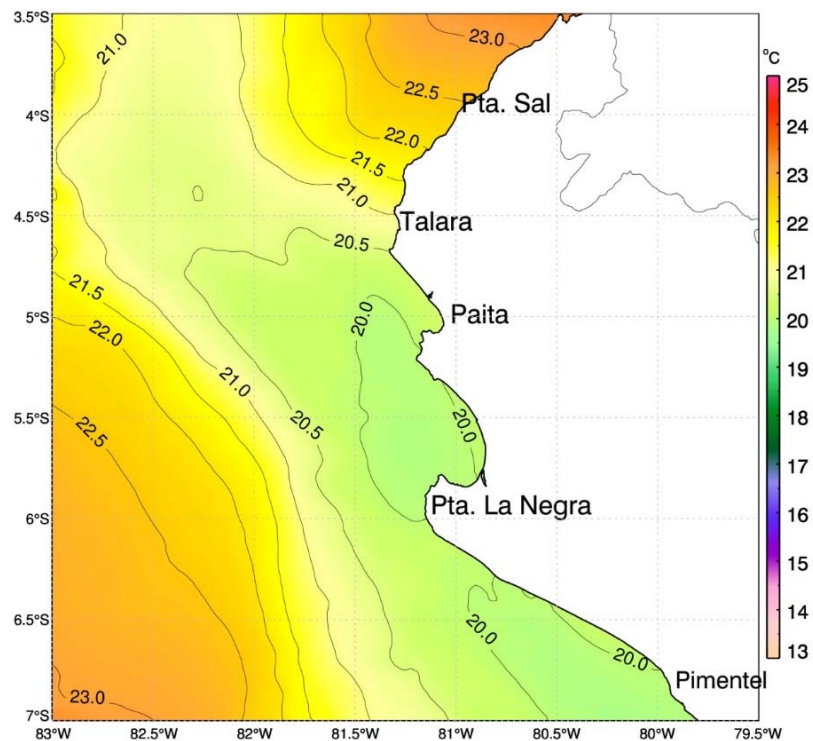 3.5°S
21.0
23.0
°C
25
22.5
Pta. Sal
4°S
24
22.0
21.5
21.0
23
4.5°S
Talara
22
20.5
21.5
21
5°S
20.0
Paita
20
22.0
21.0
19
5.5°S
22.5
20.5
20.0
18
17
6°S
Pta. La Negra
16
15
6.5°S
20.0
14
20.0
Pimentel
13
23.0
7°S
83°W
82.5°W
82°W
81.5°W
81°W
80.5°W
80°W
79.5°W